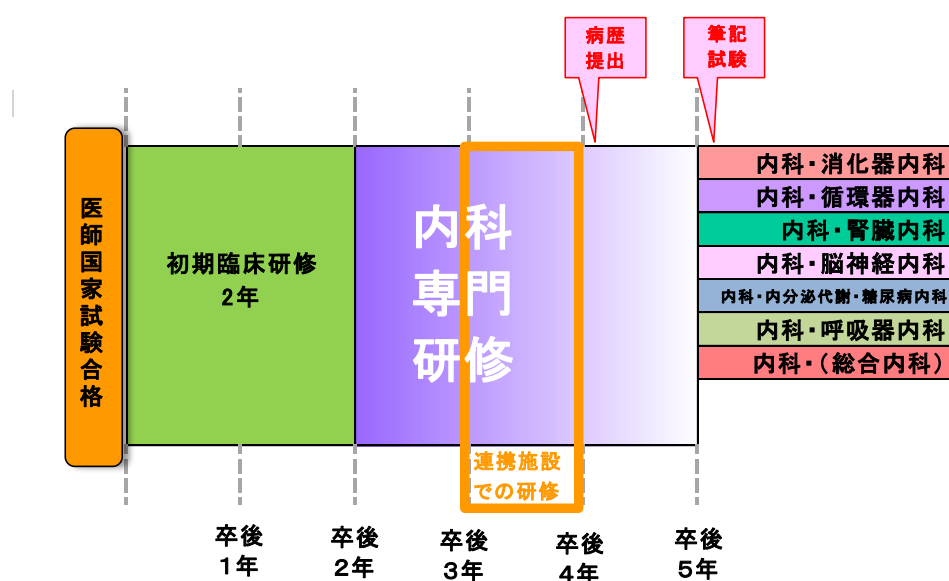 病歴
提出
筆記
試験
医師国家試験合格
初期臨床研修
2年
内科
専門
研修
連携施設
での研修
内科・消化器内科
内科・循環器内科
内科・腎臓内科
内科・脳神経内科
内科・内分泌代謝・糖尿病内科
内科・呼吸器内科
内科・（総合内科）
卒後
1年
卒後
2年
卒後
3年
卒後
4年
卒後
5年